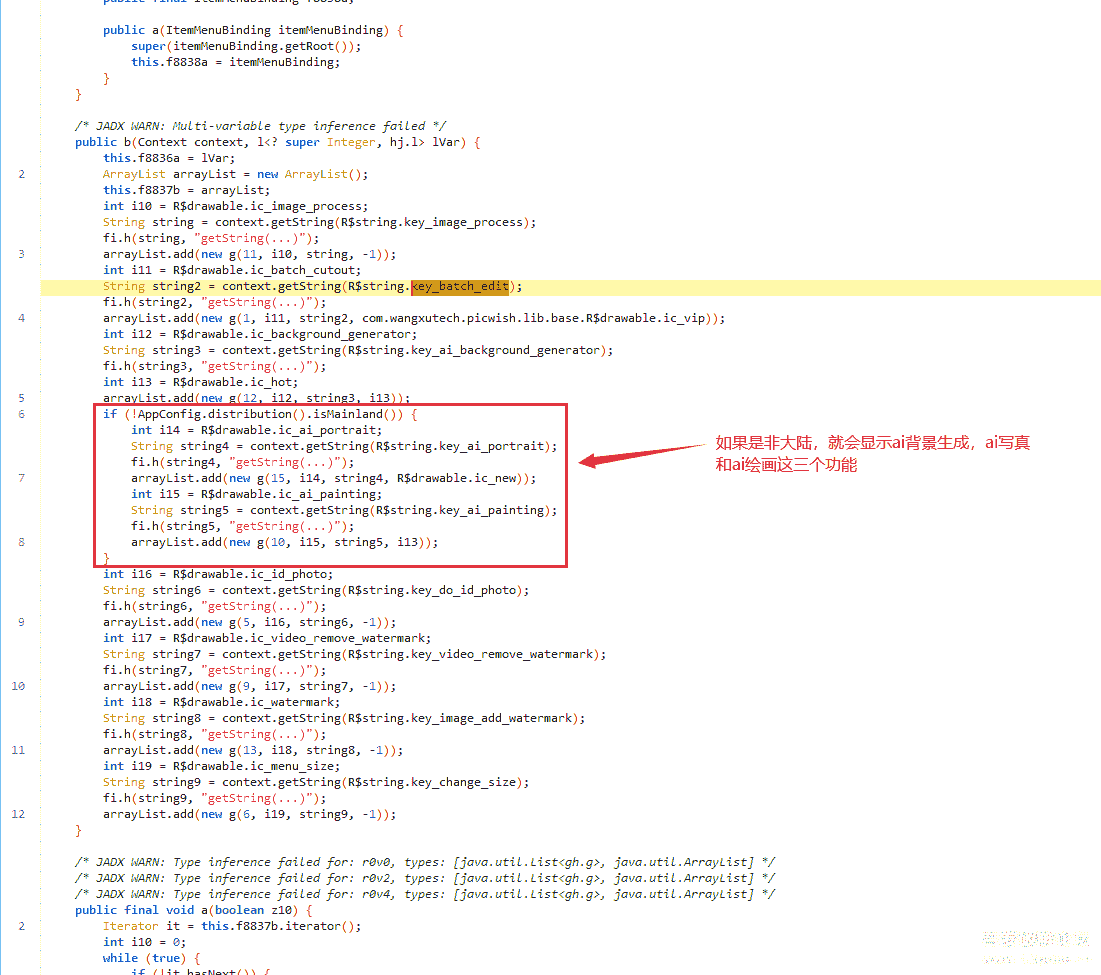 public a(ItemMenuBinding itemMenuBinding) {
super(itemMenuBinding.getRoot());
this.f8838a = itemMenuBinding;
}
}
/* JADX WARN: Multi-variable type inference failed */
public b(Context context, l<? super Integer, hj.l> lVar) {
this.f8836a = lVar;
2 ArrayList arrayList = new ArrayList();
this.f8837b = arrayList;
int i10 = R$drawable.ic_image_process;
String string = context.getString(R$string.key_image_process);
fi.h(string, "getString(...)");
3 arrayList.add(new g(11, i10, string, -1));
int i11 = R$drawable.ic_batch_cutout;
String string2 = context.getString(R$string.key_batch_edit);
fi.h(string2, "getString(...)");
4 arrayList.add(new g(1, i11, string2, com.wangxutech.picwish.lib.base.R$drawable.ic_vip));
int i12 = R$drawable.ic_background_generator;
String string3 = context.getString(R$string.key_ai_background_generator);
fi.h(string3, "getString(...)");
int i13 = R$drawable.ic_hot;
5 arrayList.add(new g(12, i12, string3, i13));
6 if (!AppConfig.distribution().isMainland()) {
int i14 = R$drawable.ic_ai_portrait;
String string4 = context.getString(R$string.key_ai_portrait);
fi.h(string4, "getString(...)");
7 arrayList.add(new g(15, i14, string4, R$drawable.ic_new));
int i15 = R$drawable.ic_ai_painting;
String string5 = context.getString(R$string.key_ai_painting);
fi.h(string5, "getString(...)");
8 arrayList.add(new g(10, i15, string5, i13));
}
如果是非大陆，就会显示ai背景生成，ai写真
和ai绘画这三个功能
int i16 = R$drawable.ic_id_photo;
String string6 = context.getString(R$string.key_do_id_photo);
fi.h(string6, "getString(...)");
9 arrayList.add(new g(5, i16, string6, -1));
int i17 = R$drawable.ic_video_remove_watermark;
String string7 = context.getString(R$string.key_video_remove_watermark);
fi.h(string7, "getString(...)");
10 arrayList.add(new g(9, i17, string7, -1));
int i18 = R$drawable.ic_watermark;
String string8 = context.getString(R$string.key_image_add_watermark);
fi.h(string8, "getString(...)");
11 arrayList.add(new g(13, i18, string8, -1));
int i19 = R$drawable.ic_menu_size;
String string9 = context.getString(R$string.key_change_size);
fi.h(string9, "getString(...)");
12 arrayList.add(new g(6, i19, string9, -1));
}
/* JADX WARN: Type inference failed for: r0v0, types: [java.util.List<gh.g>, java.util.ArrayList] */
/* JADX WARN: Type inference failed for: r0v2, types: [java.util.List<gh.g>, java.util.ArrayList] */
/* JADX WARN: Type inference failed for: r0v4, types: [java.util.List<gh.g>, java.util.ArrayList] */
public final void a(boolean z10) {
2 Iterator it = this.f8837b.iterator();
int i10 = 0;
while (true) {
if (!it.hasNext()) {